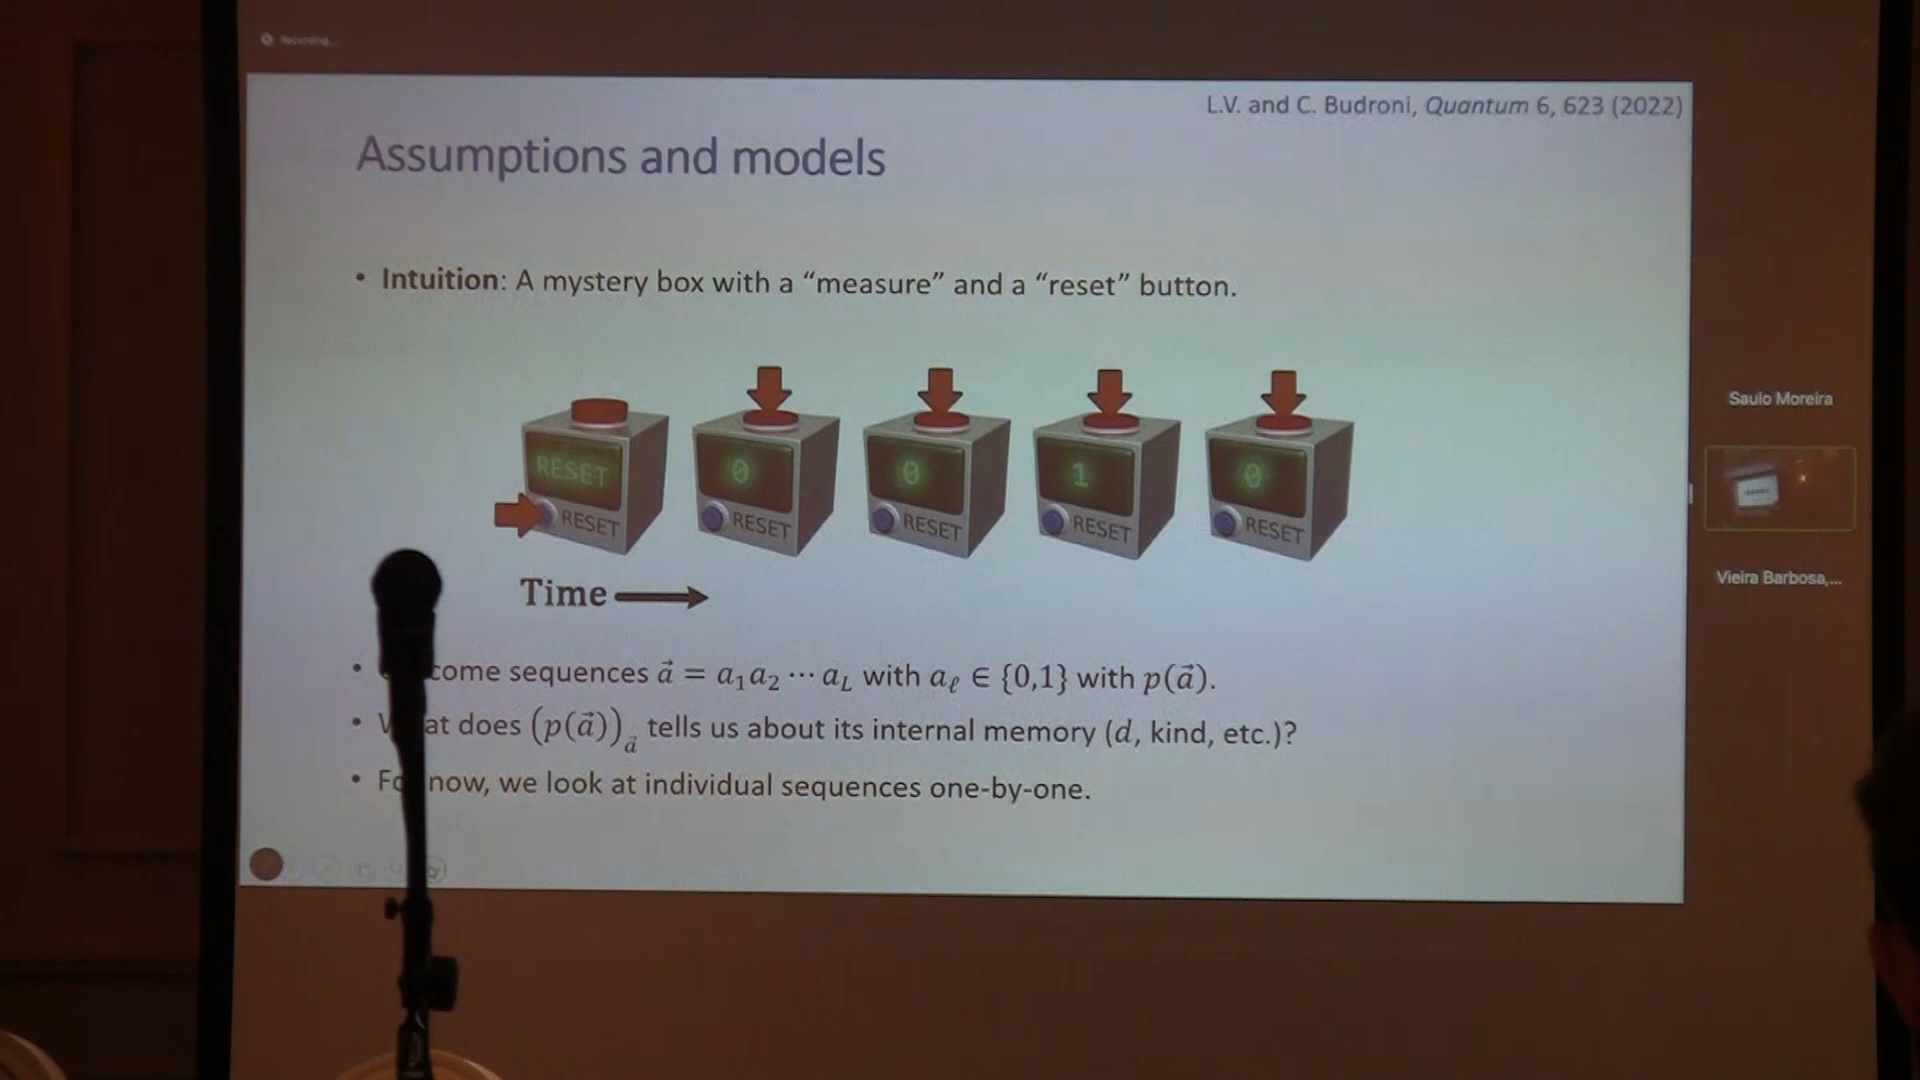 Recording...
L.V. and C. Budroni, Quantum 6, 623 (2022)
Assumptions and models
• Intuition: A mystery box with a “measure” and a “reset” button.
RESET 0 0 1 0
RESET RESET RESET RESET RESET
Time
• come sequences a⃗ = a₁a₂ ⋯ a_L with a_ℓ ∈ {0,1} with p(a⃗).
• at does (p(a⃗))_a⃗ tells us about its internal memory (d, kind, etc.)?
• now, we look at individual sequences one-by-one.
Saulo Moreira
Vieira Barbosa,...